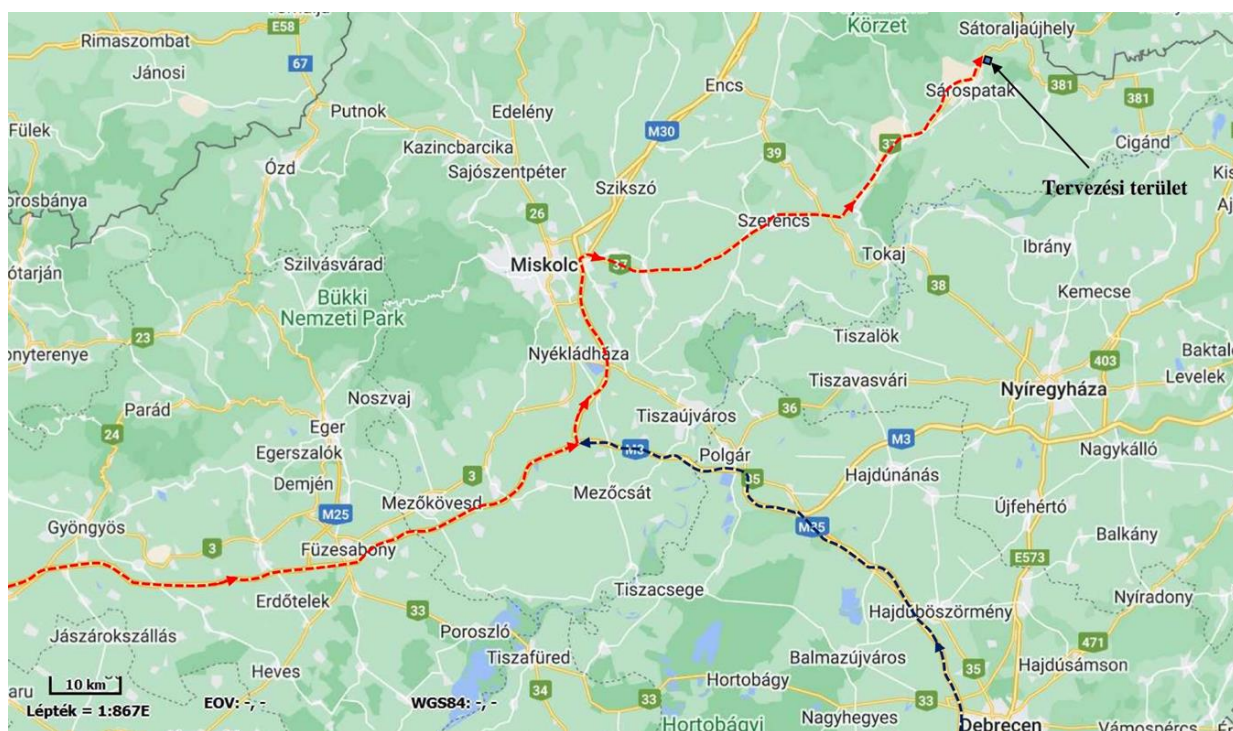 Rimaszombat
E58
Körzet
Sátoraljaújhely
Jánosi
67
381
Encs
Sárospatak
381
Putnok
Edelény
Fülek
M30
37
Cigánd
Kazincbarcika
39
Ózd
Sajószentpéter
Szikszó
Tervezési terület
orosbánya
26
Szerencs
Miskolc
37
Tokaj
Ibrány
ótarján
Szilvásvárad
38
Kemecse
Bükki
Nemzeti Park
Tiszalök
23
Nyékládháza
403
onyterenye
Noszvaj
Tiszavasvári
Nyíregyháza
Levelek
Parád
Tiszaújváros
36
24
Eger
M3
M3
Egerszalók
Polgár
Nagykálló
3
35
Hajdúnánás
Demjén
Mezőcsát
Mezőkövesd
Újfehértó
Gyöngyös
M25
M35
Balkány
3
Füzesabony
E573
Tiszacsege
Erdőtelek
Nyíradony
33
Hajdúböszörmény
Jászárokszállás
Poroszló
471
Heves
Tiszafüred
Balmazújváros
35
Hajdúsámson
10 km
34
33
Hortobágy
Lépték = 1:867E
EOV: -,-
WGS84: -,-
Hortobágyi
Nagyhegyes
33
Debrecen
Vámospércs